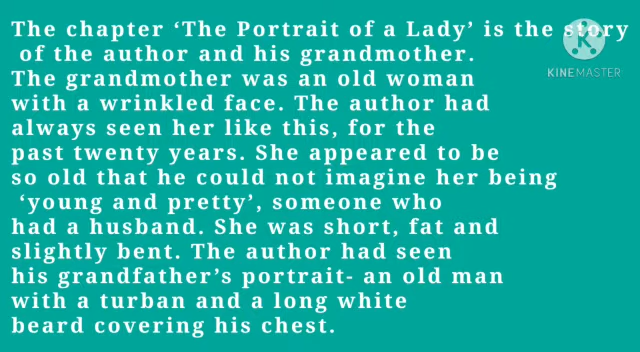 The chapter ‘The Portrait of a Lady’ is the story
of the author and his grandmother.
The grandmother was an old woman
KINEMASTER
with a wrinkled face. The author had
always seen her like this, for the
past twenty years. She appeared to be
so old that he could not imagine her being
‘young and pretty’, someone who
had a husband. She was short, fat and
slightly bent. The author had seen
his grandfather’s portrait- an old man
with a turban and a long white
beard covering his chest.